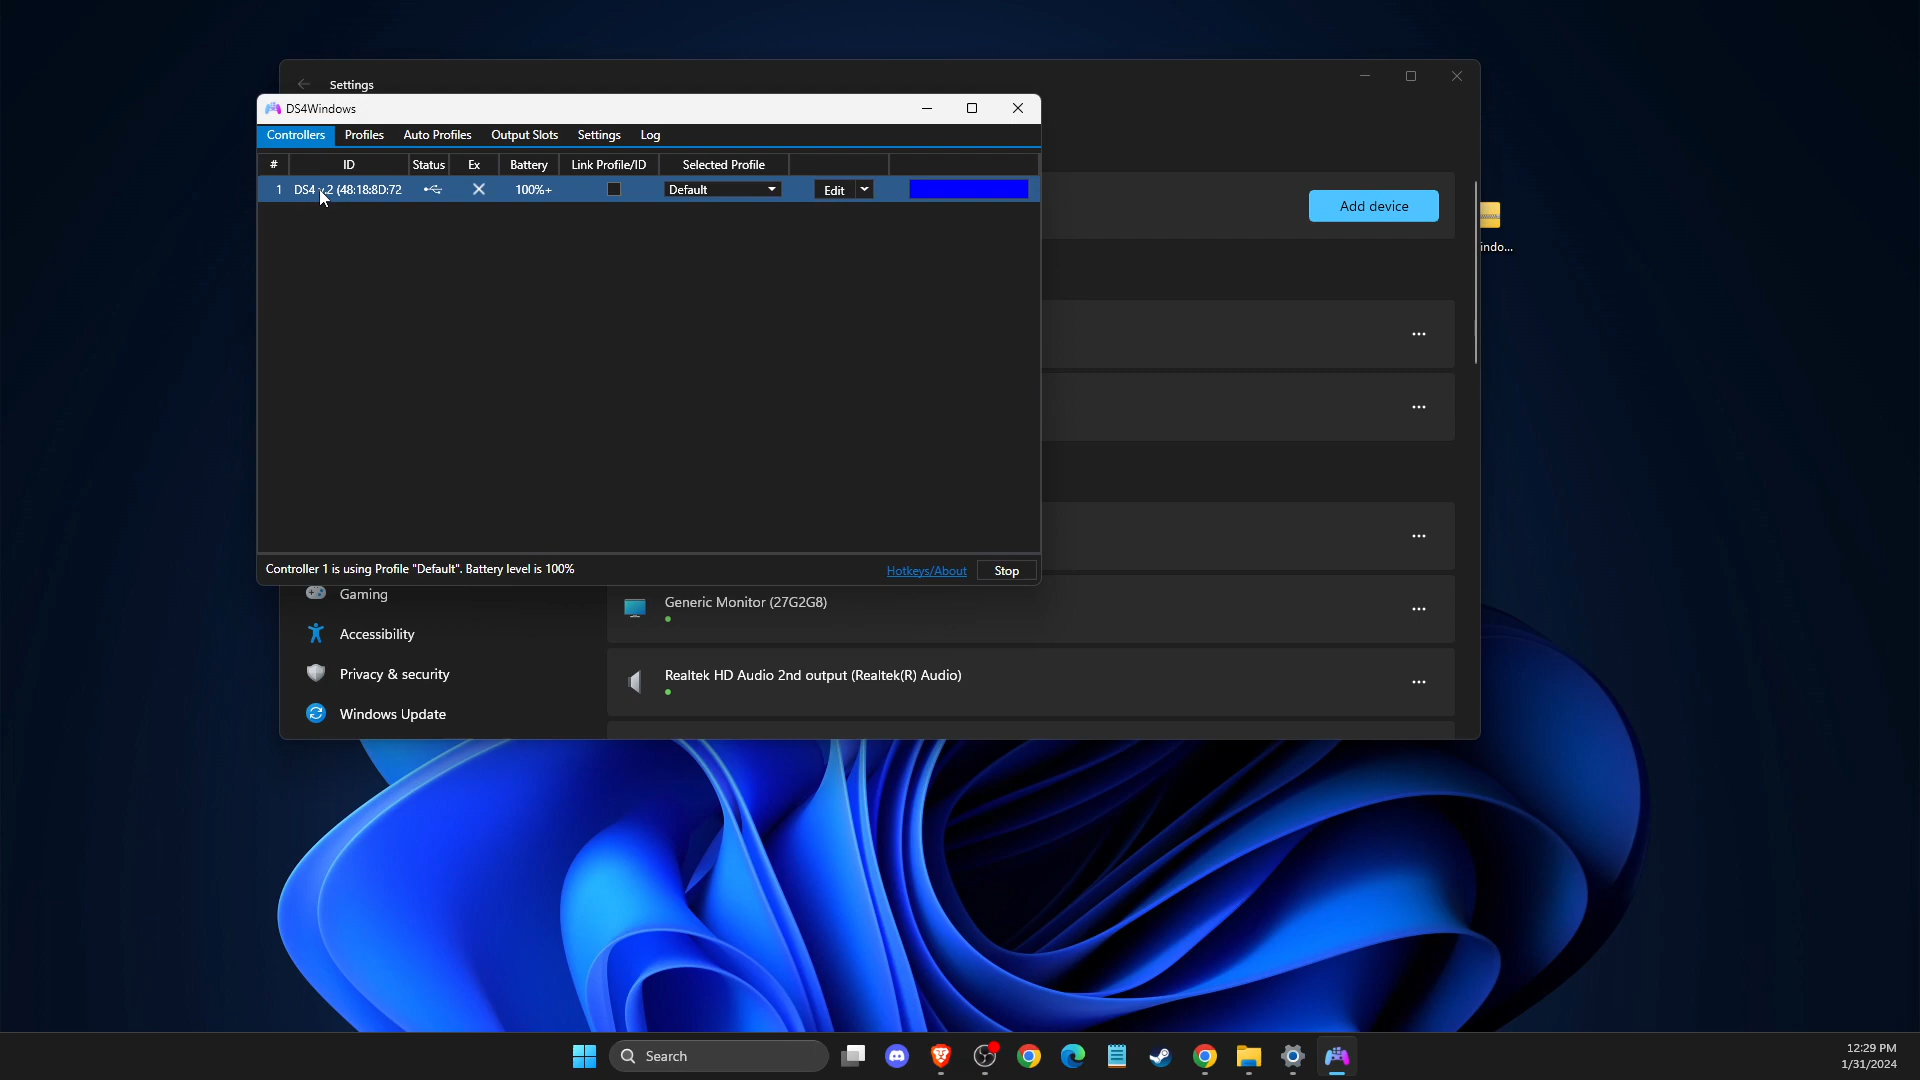 Settings
DS4Windows
Controllers Profiles Auto Profiles Output Slots Settings Log
# ID Status Ex Battery Link Profile/ID Selected Profile
1 DS4 v.2 (48:18:8D:72 100%+ Default Edit
Add device
indo...
Controller 1 is using Profile "Default". Battery level is 100% Hotkeys/About Stop
Gaming
Generic Monitor (27G2G8)
Accessibility
Realtek HD Audio 2nd output (Realtek(R) Audio)
Privacy & security
Windows Update
Search
12:29 PM
1/31/2024